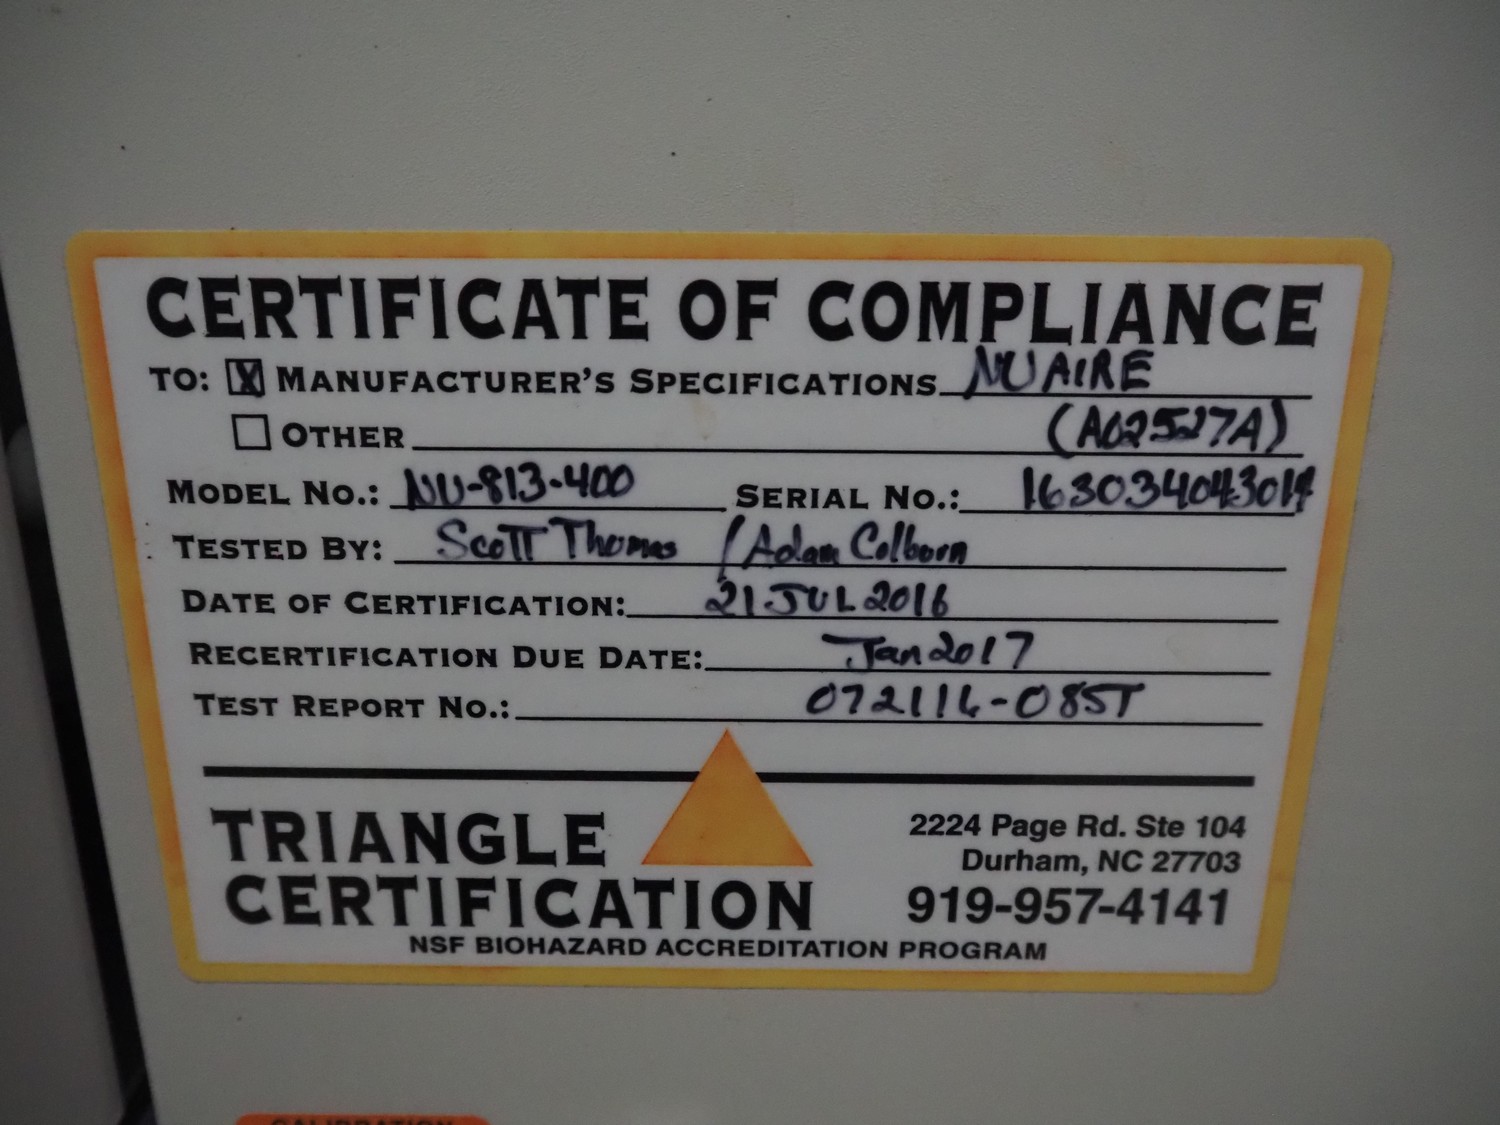 CERTIFICATE OF COMPLIANCE
TO: ☒ MANUFACTURER'S SPECIFICATIONS NUAIRE
☐ OTHER (A02527A)
MODEL NO.: NU-813-400 SERIAL NO.:
TESTED BY: Scott Thomas / Adam Colborn
DATE OF CERTIFICATION: 21 JUL 2016
RECERTIFICATION DUE DATE: Jan 2017
TEST REPORT NO.: 072116-085T
TRIANGLE
CERTIFICATION
2224 Page Rd. Ste 104
Durham, NC 27703
919-957-4141
NSF BIOHAZARD ACCREDITATION PROGRAM
CALIBRATION